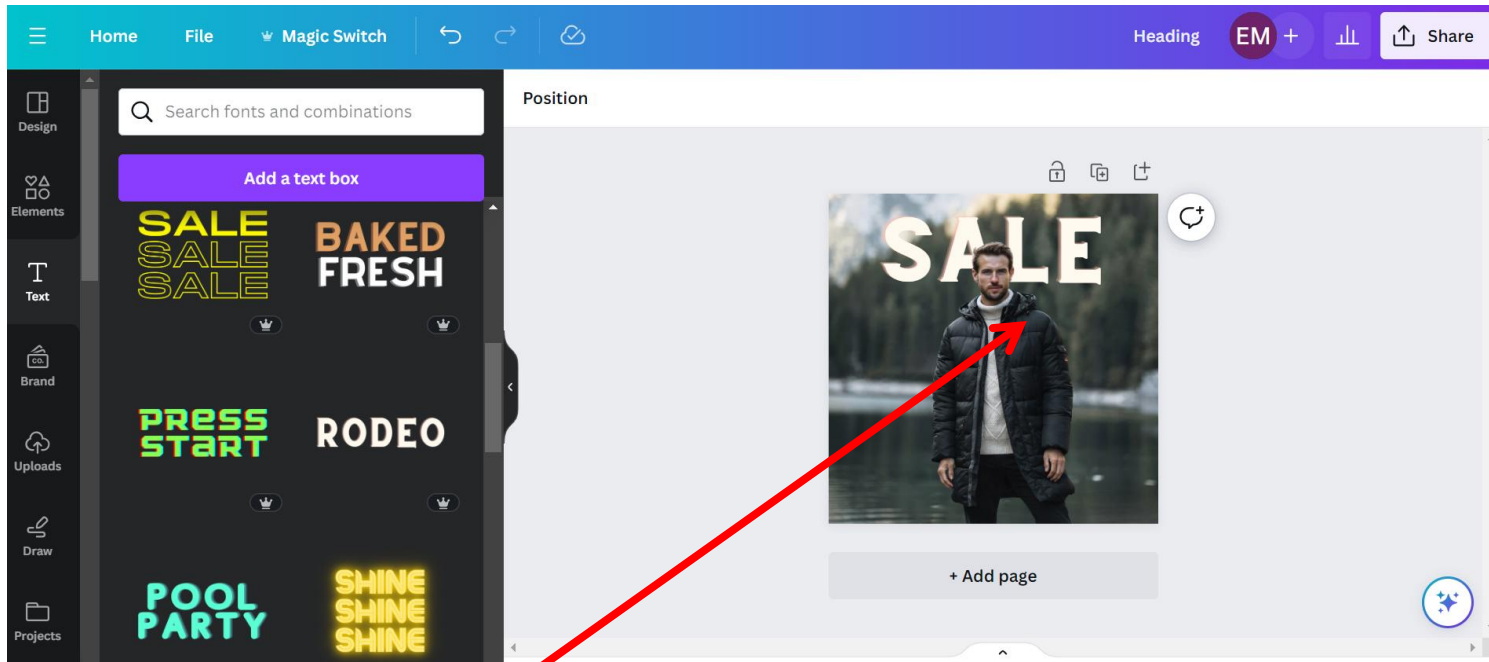 Home File Magic Switch Heading EM + Share
Design
Elements
Text
Brand
CO.
Uploads
Draw
Projects
Search fonts and combinations
Add a text box
SALE
SALE
SALE
BAKED
FRESH
PRESS
START
RODEO
POOL
PARTY
SHINE
SHINE
SHINE
Position
SALE
+ Add page